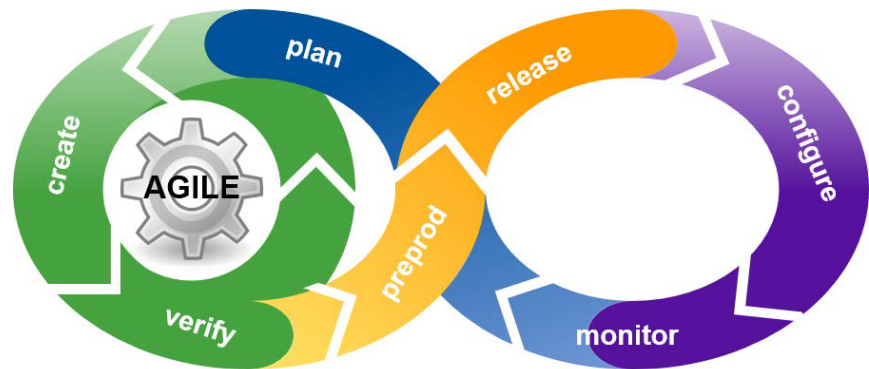 plan
release
create
configure
AGILE
preprod
verify
monitor